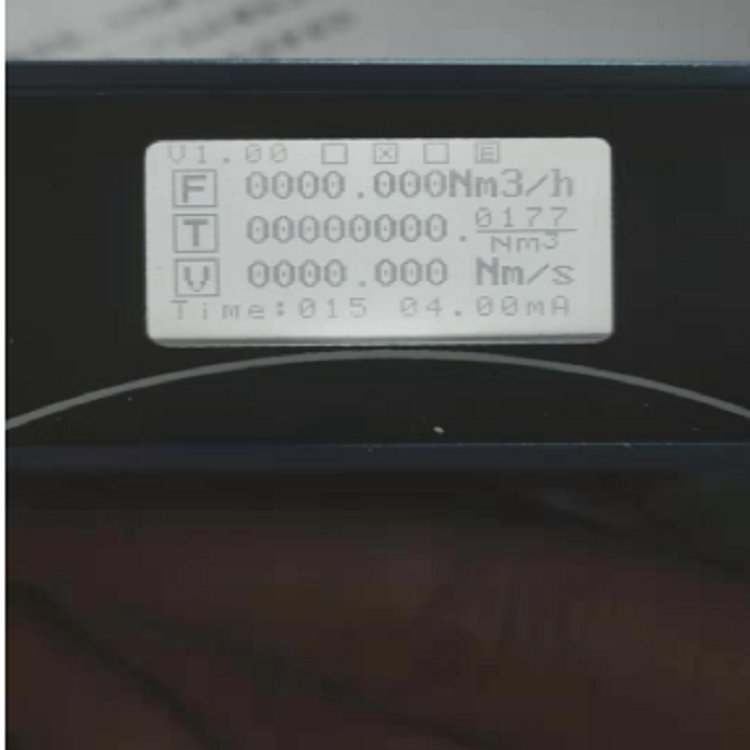 V1.00 □ ☒ □ E
F 0000.000Nm3/h
T 00000000.0177
Nm3
V 0000.000 Nm/s
Time:015 04.00mA